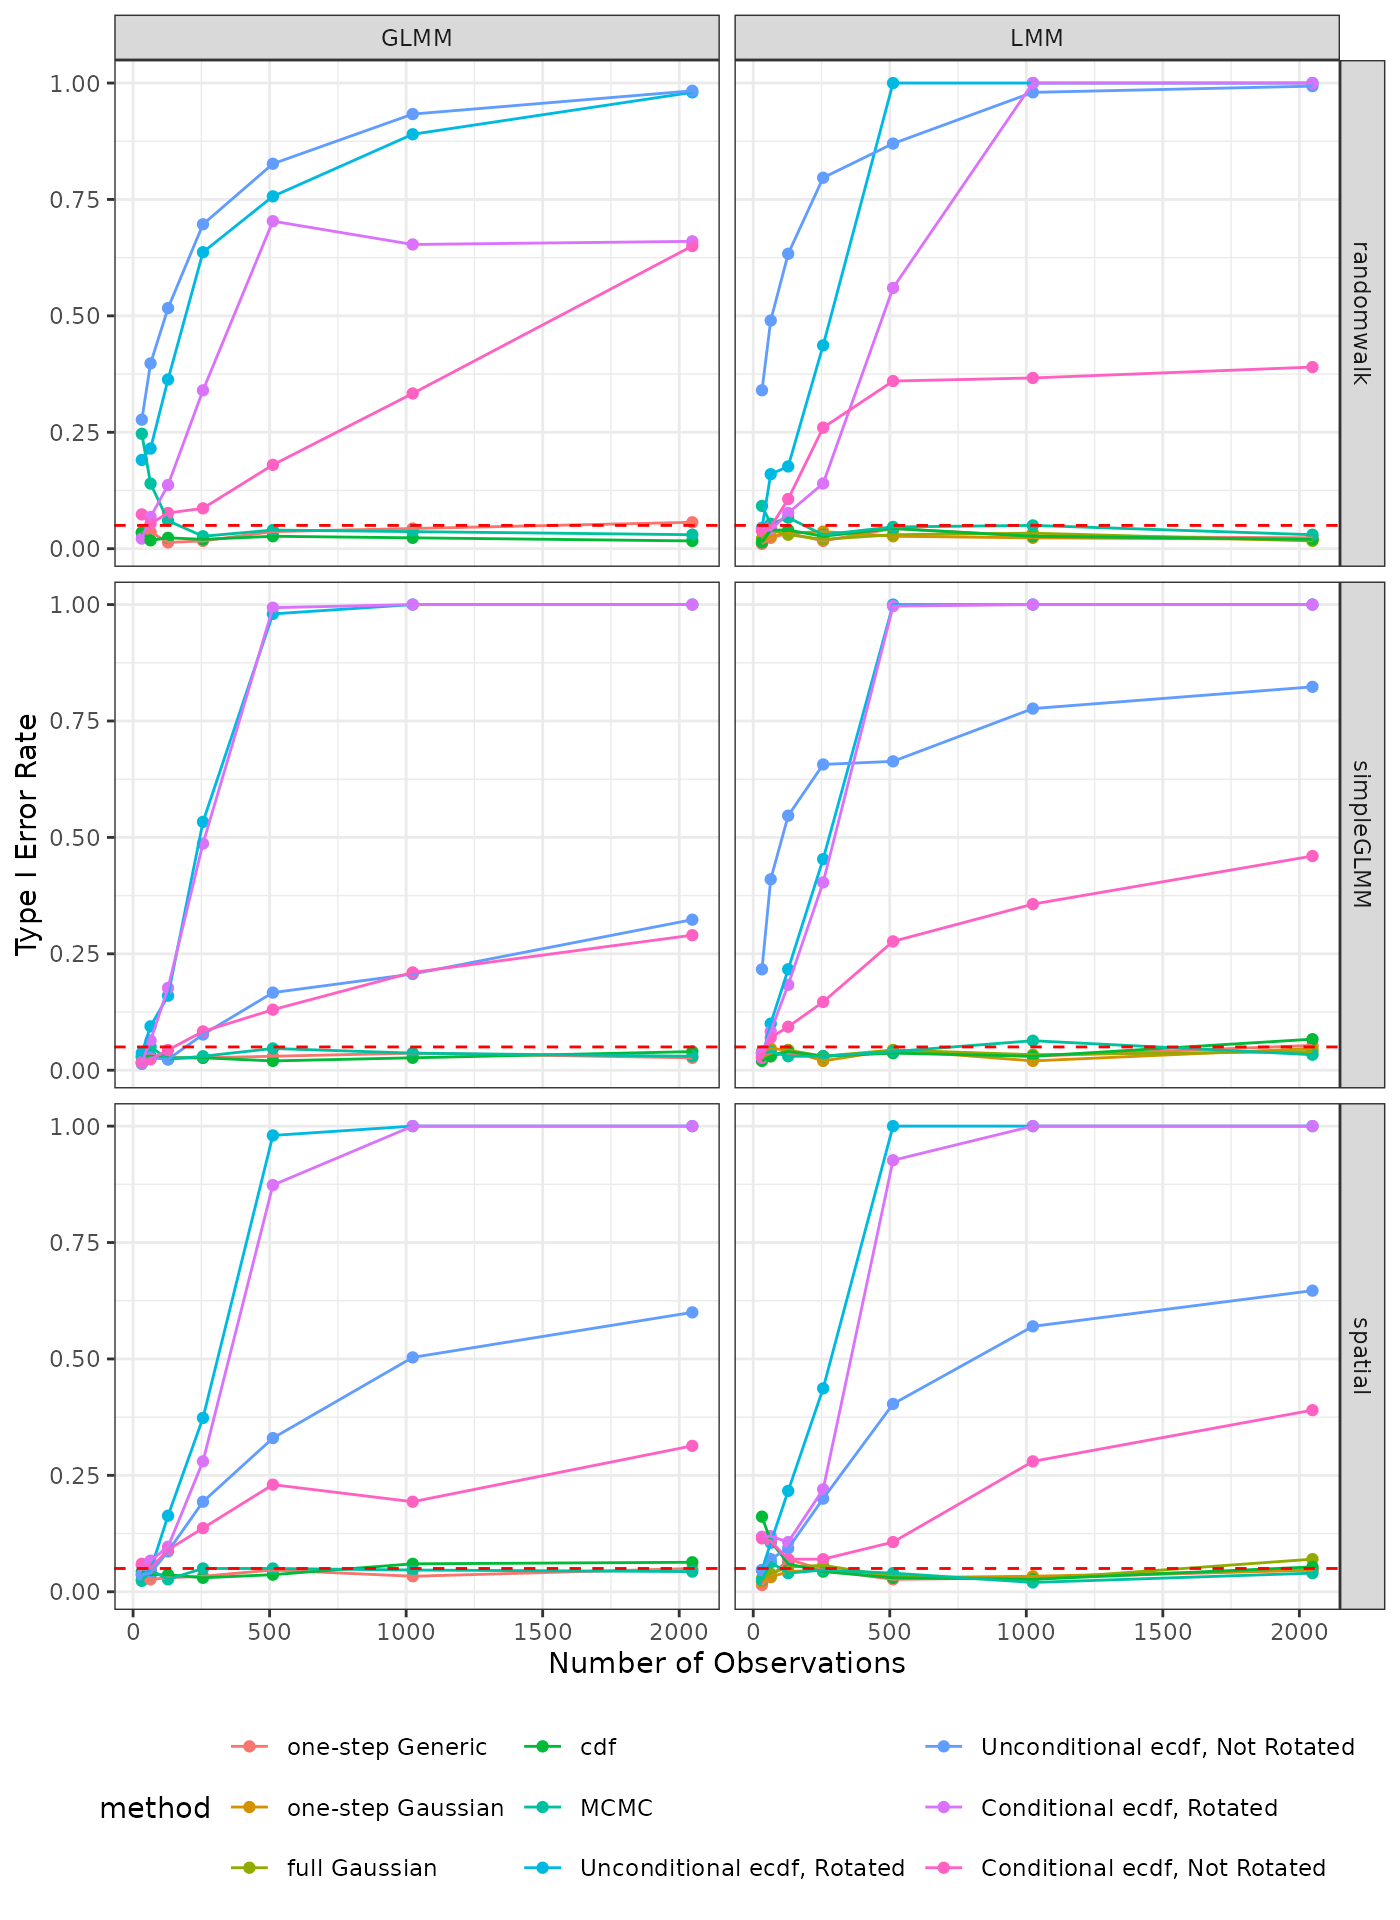 GLMM
LMM
1.00
0.75
0.50
0.25
0.00
randomwalk
1.00
0.75
0.50
0.25
0.00
simpleGLMM
1.00
0.75
0.50
0.25
0.00
spatial
Type I Error Rate
0 500 1000 1500 2000
0 500 1000 1500 2000
Number of Observations
method
one-step Generic
one-step Gaussian
full Gaussian
cdf
MCMC
Unconditional ecdf, Rotated
Unconditional ecdf, Not Rotated
Conditional ecdf, Rotated
Conditional ecdf, Not Rotated